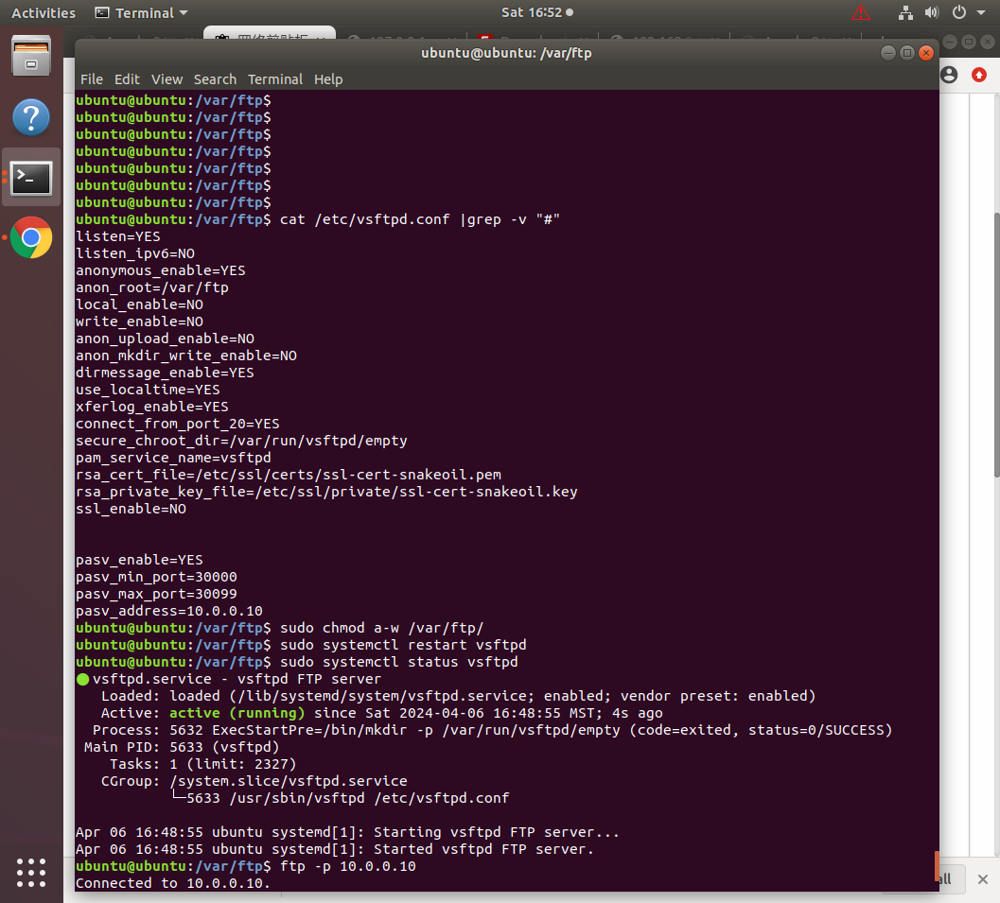 Activities Terminal Sat 16:52
ubuntu@ubuntu: /var/ftp
File Edit View Search Terminal Help
ubuntu@ubuntu:/var/ftp$
ubuntu@ubuntu:/var/ftp$
ubuntu@ubuntu:/var/ftp$
ubuntu@ubuntu:/var/ftp$
ubuntu@ubuntu:/var/ftp$
ubuntu@ubuntu:/var/ftp$
ubuntu@ubuntu:/var/ftp$
ubuntu@ubuntu:/var/ftp$ cat /etc/vsftpd.conf |grep -v "#"
listen=YES
listen_ipv6=NO
anonymous_enable=YES
anon_root=/var/ftp
local_enable=NO
write_enable=NO
anon_upload_enable=NO
anon_mkdir_write_enable=NO
dirmessage_enable=YES
use_localtime=YES
xferlog_enable=YES
connect_from_port_20=YES
secure_chroot_dir=/var/run/vsftpd/empty
pam_service_name=vsftpd
rsa_cert_file=/etc/ssl/certs/ssl-cert-snakeoil.pem
rsa_private_key_file=/etc/ssl/private/ssl-cert-snakeoil.key
ssl_enable=NO
pasv_enable=YES
pasv_min_port=30000
pasv_max_port=30099
pasv_address=10.0.0.10
ubuntu@ubuntu:/var/ftp$ sudo chmod a-w /var/ftp/
ubuntu@ubuntu:/var/ftp$ sudo systemctl restart vsftpd
ubuntu@ubuntu:/var/ftp$ sudo systemctl status vsftpd
● vsftpd.service - vsftpd FTP server
Loaded: loaded (/lib/systemd/system/vsftpd.service; enabled; vendor preset: enabled)
Active: active (running) since Sat 2024-04-06 16:48:55 MST; 4s ago
Process: 5632 ExecStartPre=/bin/mkdir -p /var/run/vsftpd/empty (code=exited, status=0/SUCCESS)
Main PID: 5633 (vsftpd)
Tasks: 1 (limit: 2327)
CGroup: /system.slice/vsftpd.service
└─5633 /usr/sbin/vsftpd /etc/vsftpd.conf
Apr 06 16:48:55 ubuntu systemd[1]: Starting vsftpd FTP server...
Apr 06 16:48:55 ubuntu systemd[1]: Started vsftpd FTP server.
ubuntu@ubuntu:/var/ftp$ ftp -p 10.0.0.10
Connected to 10.0.0.10.